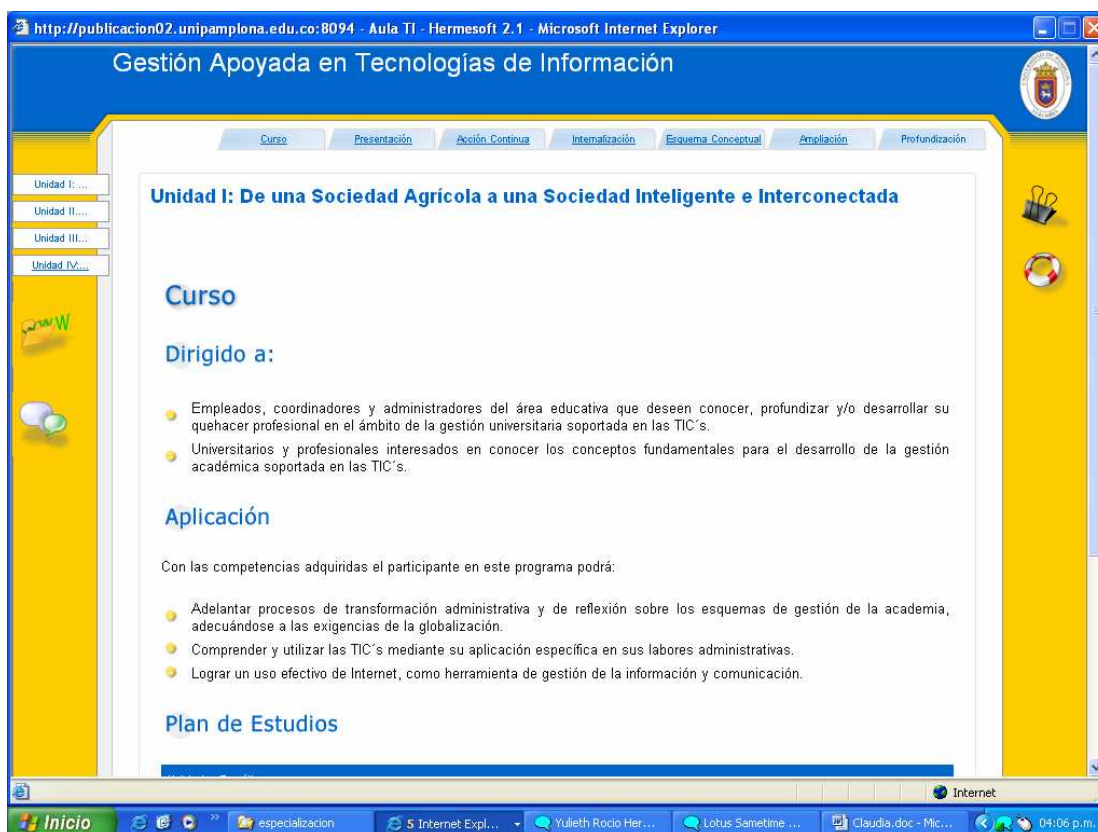 http://publicacion02.unipamplona.edu.co:8094 - Aula TI - Hermesoft 2.1 - Microsoft Internet Explorer
Gestión Apoyada en Tecnologías de Información
Curso
Presentación
Acción Continua
Internalización
Esquema Conceptual
Ampliación
Profundización
Unidad I: ...
Unidad II....
Unidad III...
Unidad IV:...
www W
Unidad I: De una Sociedad Agrícola a una Sociedad Inteligente e Interconectada
Curso
Dirigido a:
Empleados, coordinadores y administradores del área educativa que deseen conocer, profundizar y/o desarrollar su
quehacer profesional en el ámbito de la gestión universitaria soportada en las TIC´s.
Universitarios y profesionales interesados en conocer los conceptos fundamentales para el desarrollo de la gestión
académica soportada en las TIC´s.
Aplicación
Con las competencias adquiridas el participante en este programa podrá:
Adelantar procesos de transformación administrativa y de reflexión sobre los esquemas de gestión de la academia,
adecuándose a las exigencias de la globalización.
Comprender y utilizar las TIC´s mediante su aplicación específica en sus labores administrativas.
Lograr un uso efectivo de Internet, como herramienta de gestión de la información y comunicación.
Plan de Estudios
Internet
Inicio
especializacion
5 Internet Expl...
Yulieth Rocio Her...
Lotus Sametime ...
Claudia.doc - Mic...
04:06 p.m.